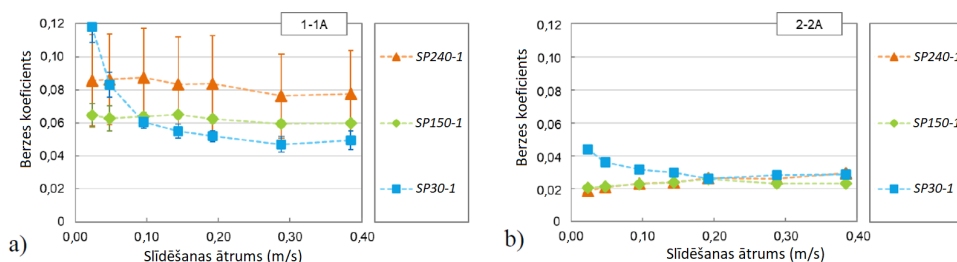 1-1A
Berzes koeficients
0,12
0,10
0,08
0,06
0,04
0,02
0
0,00 0,10 0,20 0,30 0,40
Slīdēšanas ātrums (m/s)
SP240-1
SP150-1
SP30-1
a)
2-2A
Berzes koeficients
0,12
0,10
0,08
0,06
0,04
0,02
0
0,00 0,10 0,20 0,30 0,40
Slīdēšanas ātrums (m/s)
SP240-1
SP150-1
SP30-1
b)